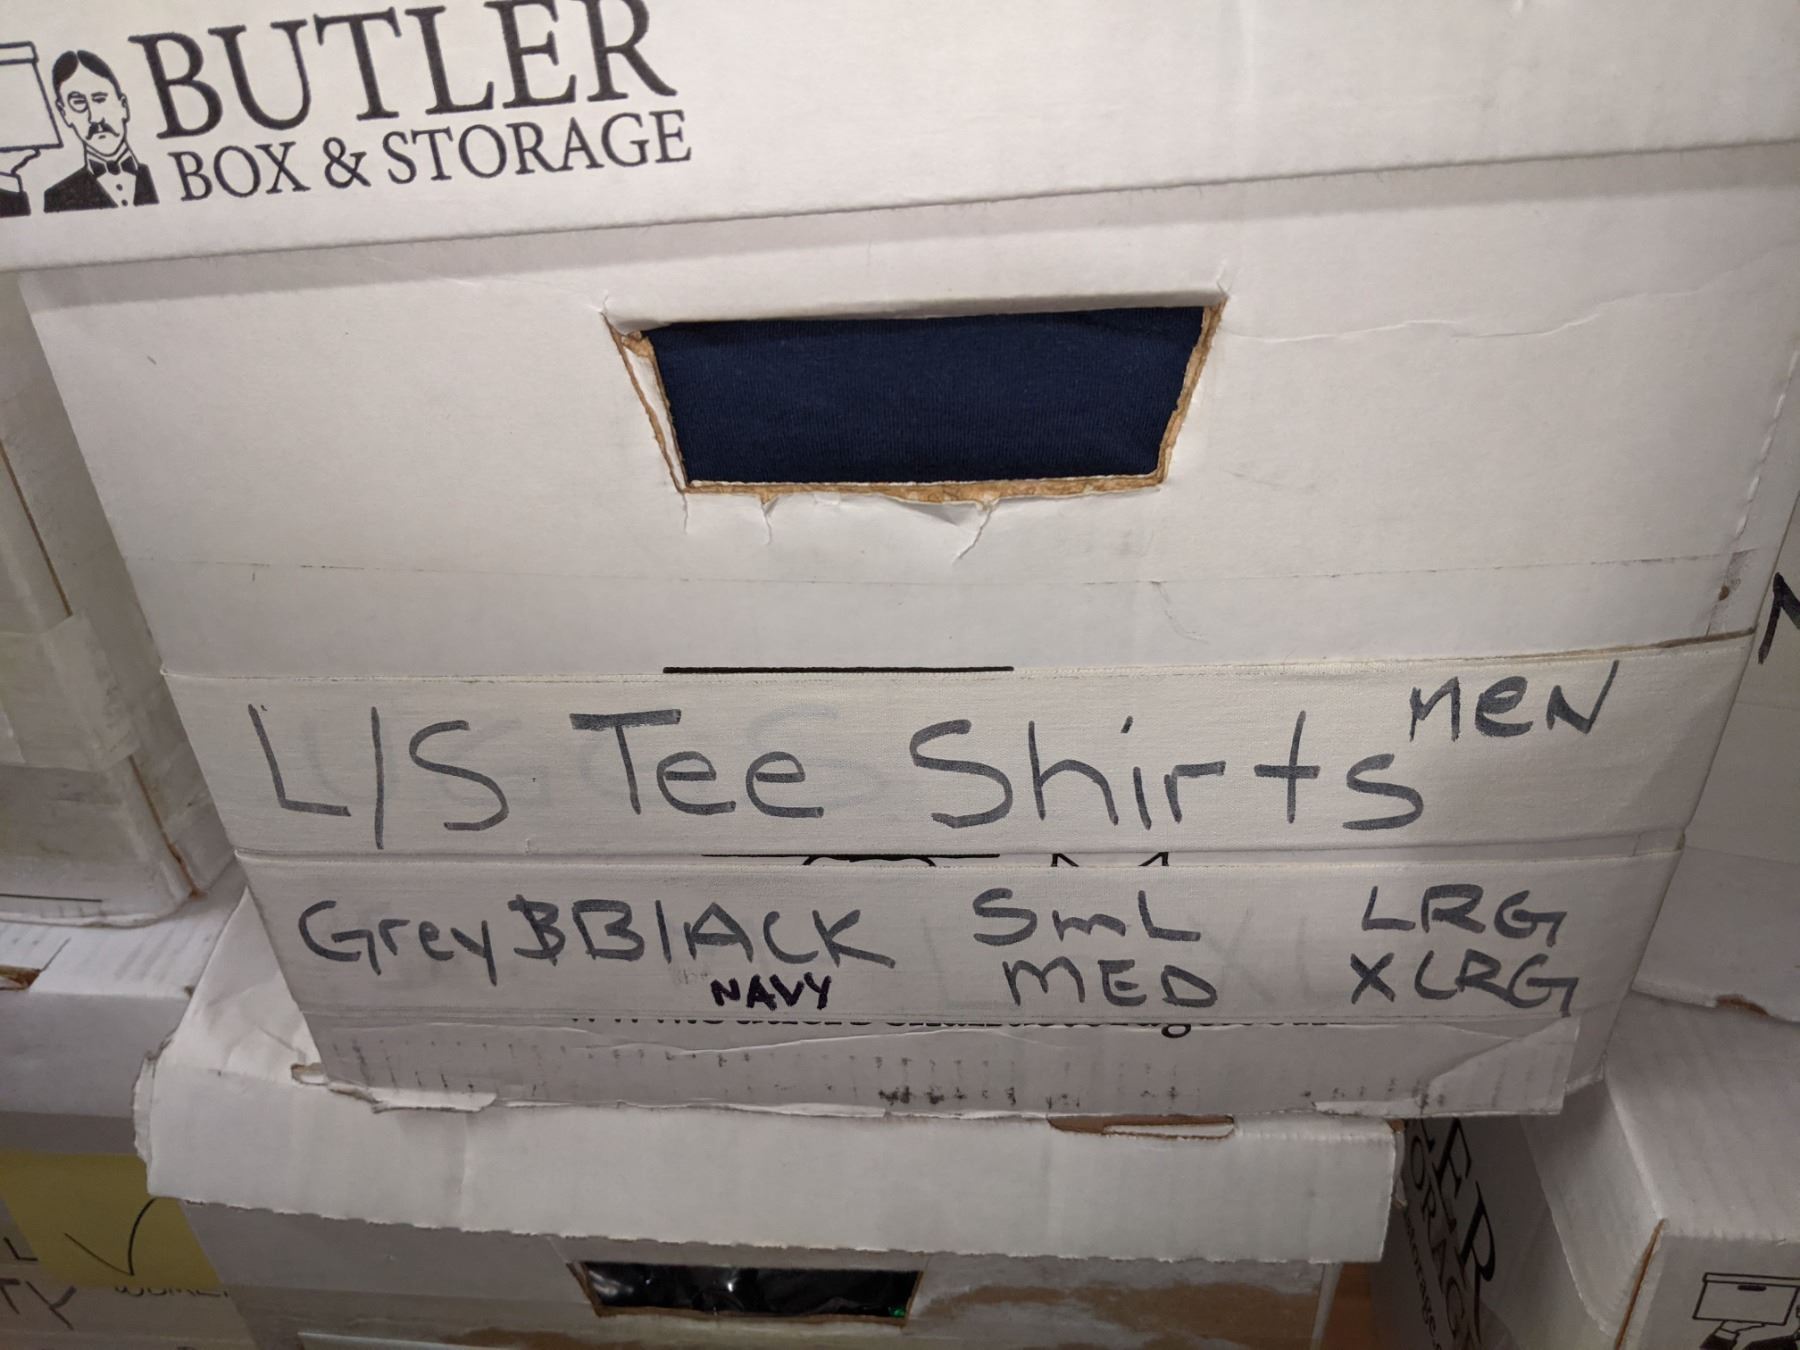 BUTLER
BOX & STORAGE
L/S Tee Shirts MEN
Grey BLACK SmL LRG
NAVY MED XLRG